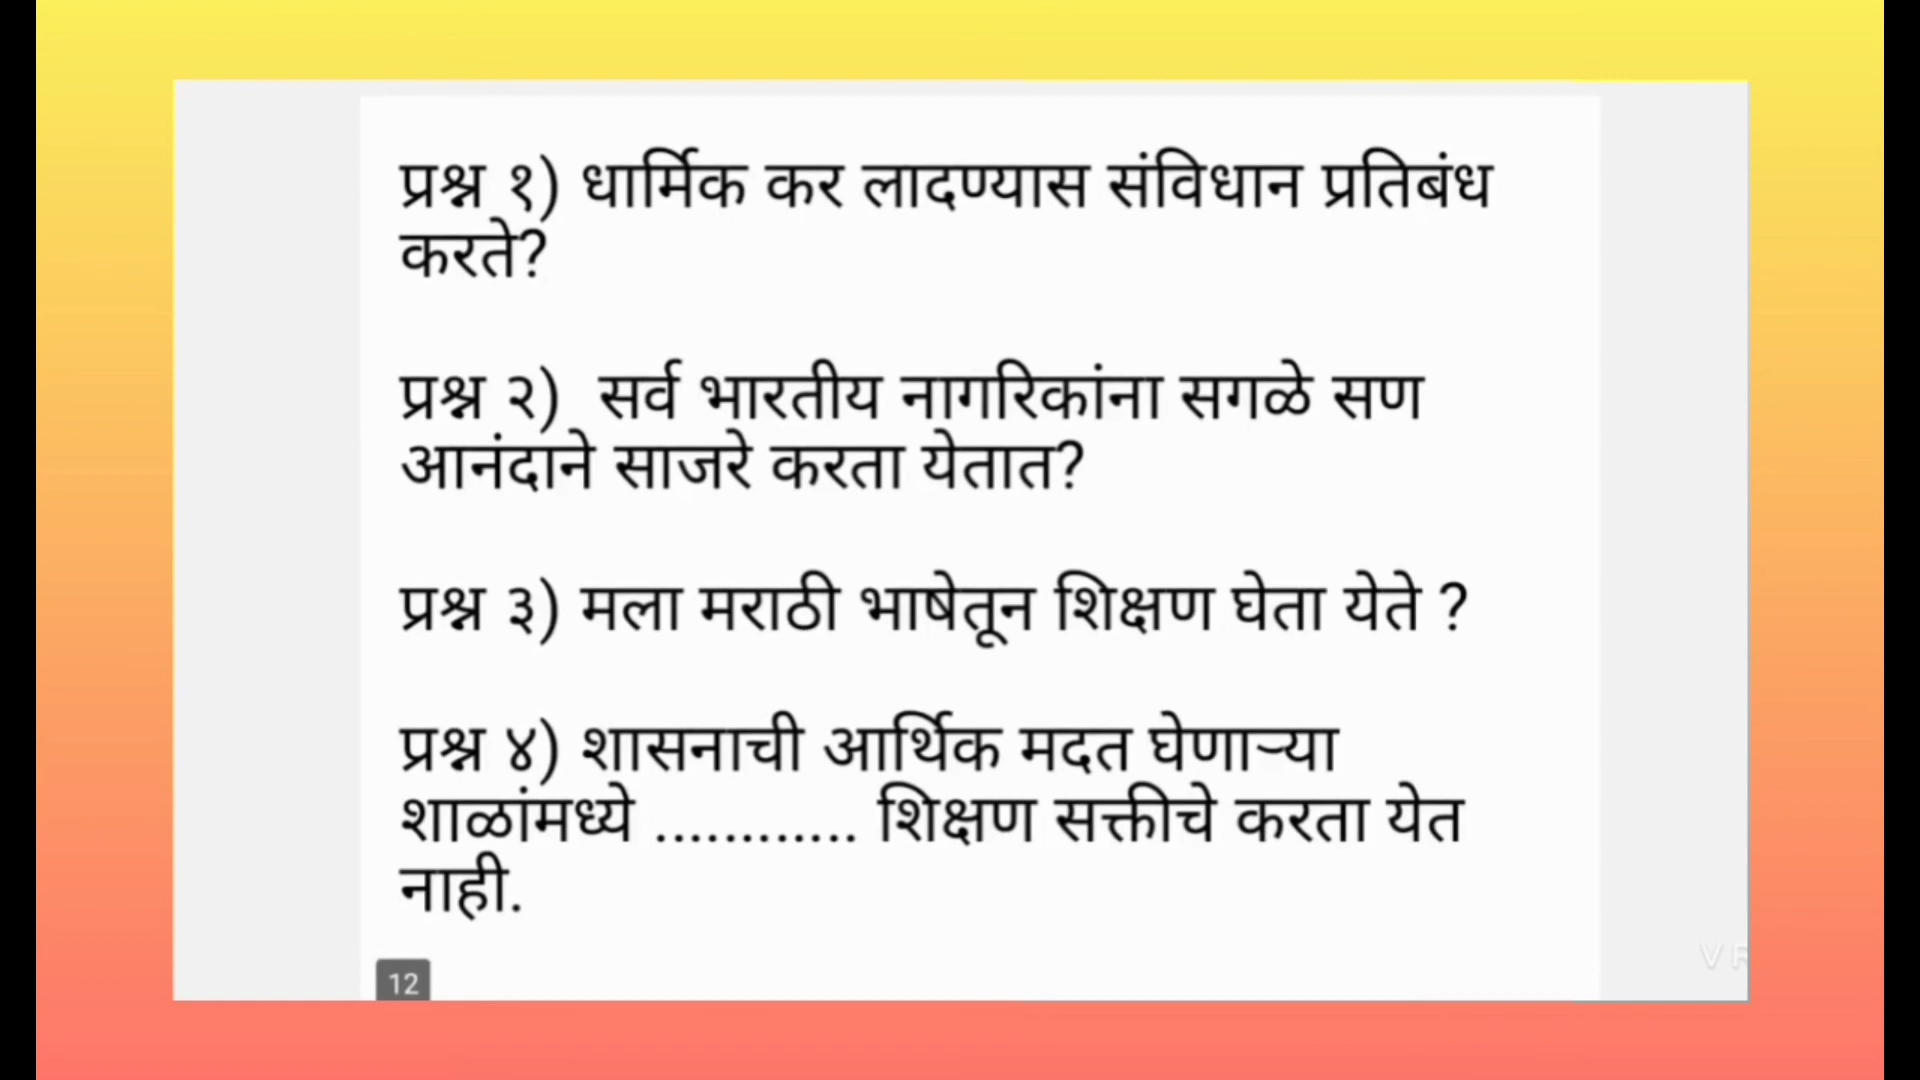 प्रश्न १) धार्मिक कर लादण्यास संविधान प्रतिबंध
करते?
प्रश्न २) सर्व भारतीय नागरिकांना सगळे सण
आनंदाने साजरे करता येतात?
प्रश्न ३) मला मराठी भाषेतून शिक्षण घेता येते ?
प्रश्न ४) शासनाची आर्थिक मदत घेणाऱ्या
शाळांमध्ये ............ शिक्षण सक्तीचे करता येत
नाही.
12